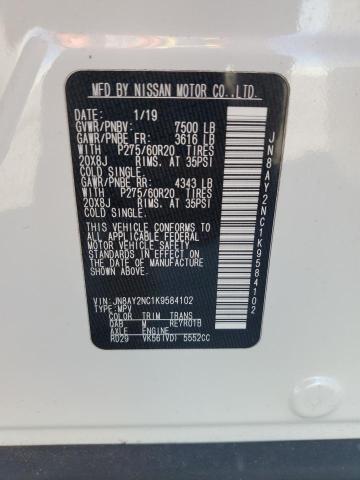 MFD BY NISSAN MOTOR CO.,LTD.
DATE: 1/19
GVWR/PNBV: 7500 LB
GAWR/PNBE FR: 3616 LB
WITH P275/60R20 TIRES
20X8J RIMS. AT 35PSI
COLD SINGLE.
GAWR/PNBE RR: 4343 LB
WITH P275/60R20 TIRES
20X8J RIMS. AT 35PSI
COLD SINGLE.
THIS VEHICLE CONFORMS TO
ALL APPLICABLE FEDERAL
MOTOR VEHICLE SAFETY
STANDARDS IN EFFECT
ON THE DATE OF
MANUFACTURE SHOWN
ABOVE.
VIN: JN8AY2NC1K9584102
TYPE: MPV
COLOR TRIM TRANS
QAB M RE7R01B
AXLE ENGINE
R029 VK56(VD) 5552CC
JN8AY2NC1K9584102